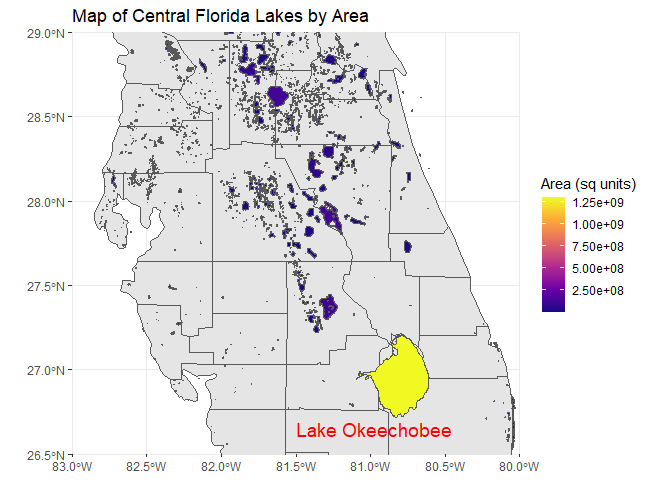 Map of Central Florida Lakes by Area
29.0°N
28.5°N
28.0°N
27.5°N
27.0°N
26.5°N
83.0°W
82.5°W
82.0°W
81.5°W
81.0°W
80.5°W
80.0°W
Lake Okeechobee
Area (sq units)
1.25e+09
1.00e+09
7.50e+08
5.00e+08
2.50e+08